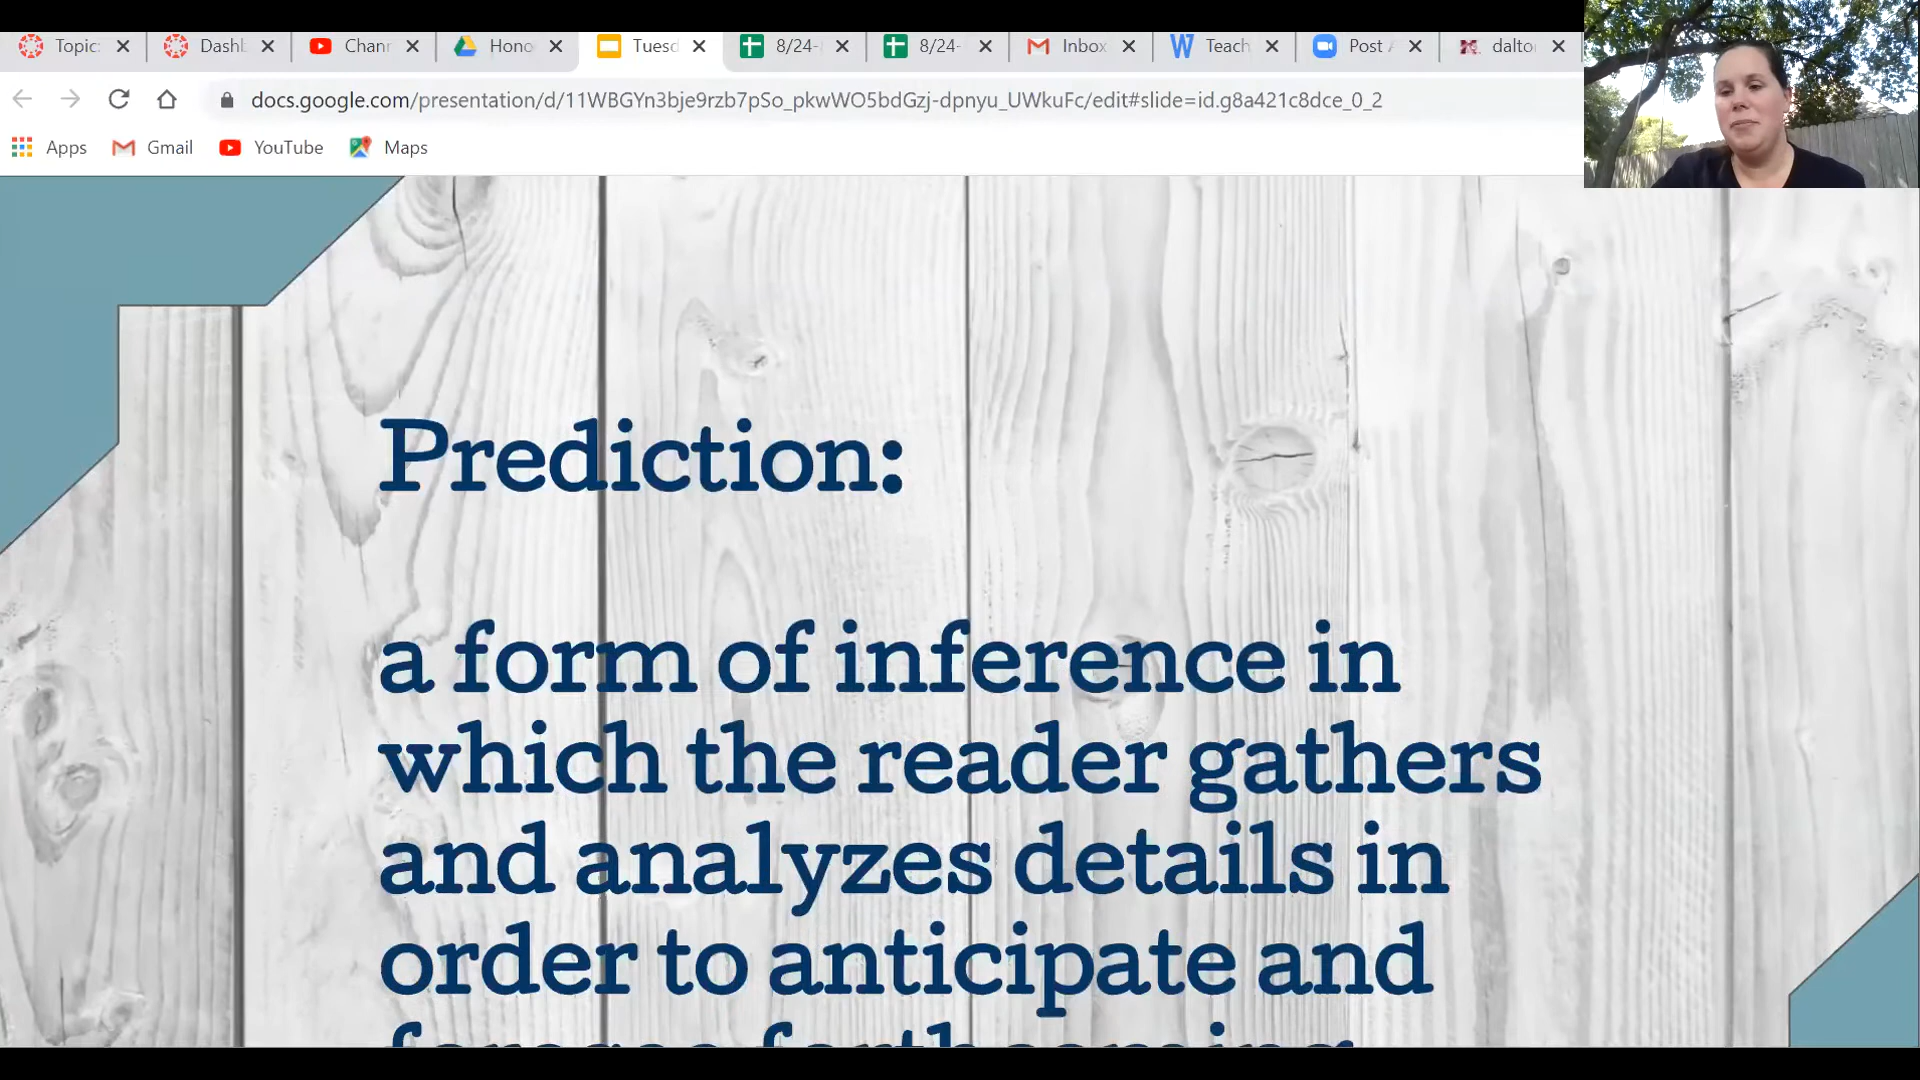 Topic:
Dashl
Chann
Hono
Tuesd
8/24-
8/24-
Inbox
Teach
Post A
dalto
docs.google.com/presentation/d/11WBGYn3bje9rzb7pSo_pkwWO5bdGzj-dpnyu_UWkuFc/edit#slide=id.g8a421c8dce_0_2
Apps
Gmail
YouTube
Maps
Prediction:
a form of inference in
which the reader gathers
and analyzes details in
order to anticipate and